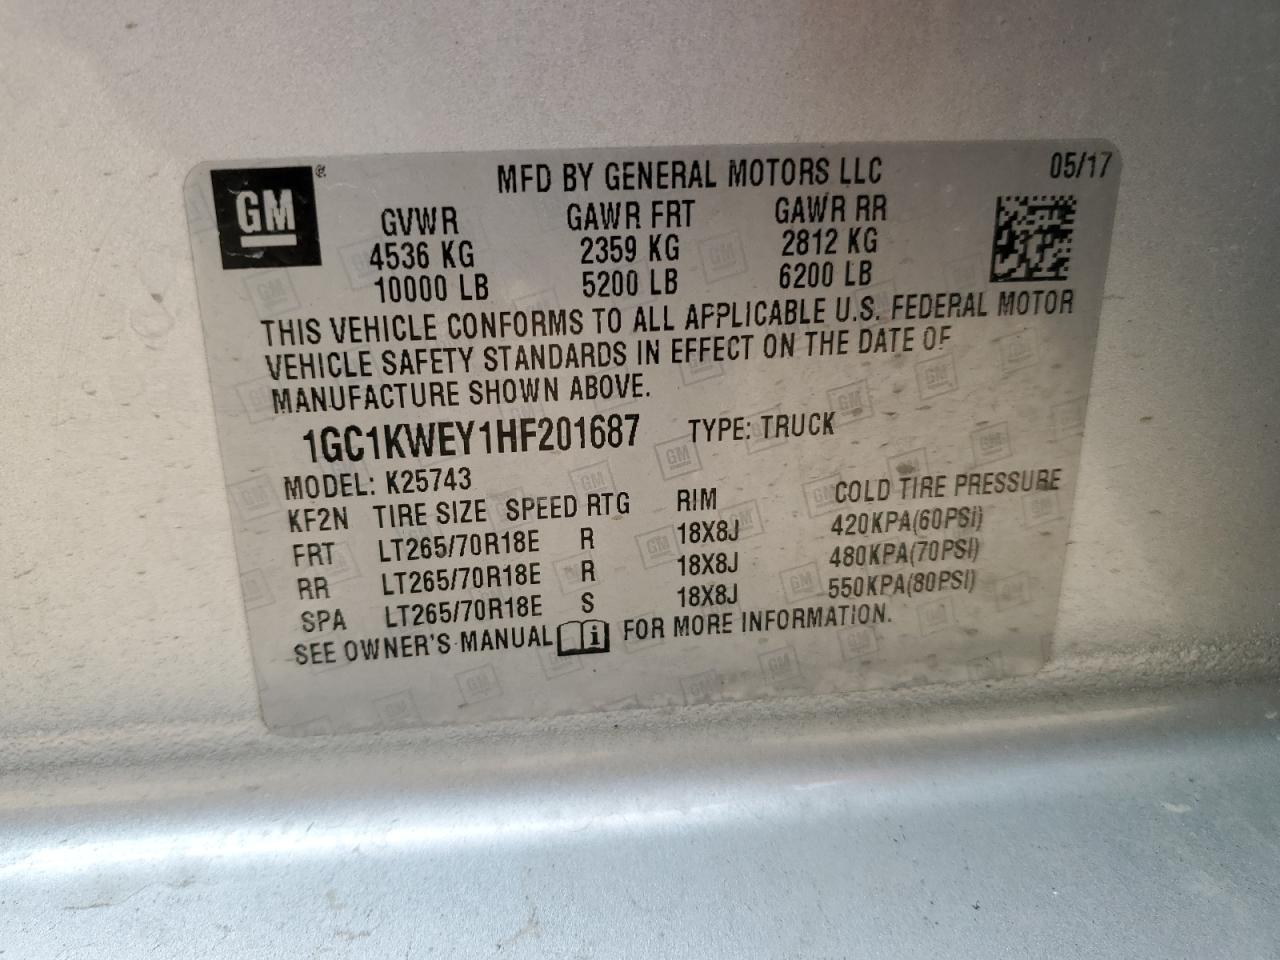 GM ® MFD BY GENERAL MOTORS LLC 05/17
GVWR GAWR FRT GAWR RR
4536 KG 2359 KG 2812 KG
10000 LB 5200 LB 6200 LB
THIS VEHICLE CONFORMS TO ALL APPLICABLE U.S. FEDERAL MOTOR
VEHICLE SAFETY STANDARDS IN EFFECT ON THE DATE OF
MANUFACTURE SHOWN ABOVE.
1GC1KWEY1HF201687 TYPE: TRUCK
MODEL: K25743
KF2N TIRE SIZE SPEED RTG RIM COLD TIRE PRESSURE
FRT LT265/70R18E R 18X8J 420KPA(60PSI)
RR LT265/70R18E R 18X8J 480KPA(70PSI)
SPA LT265/70R18E S 18X8J 550KPA(80PSI)
SEE OWNER'S MANUAL i FOR MORE INFORMATION.